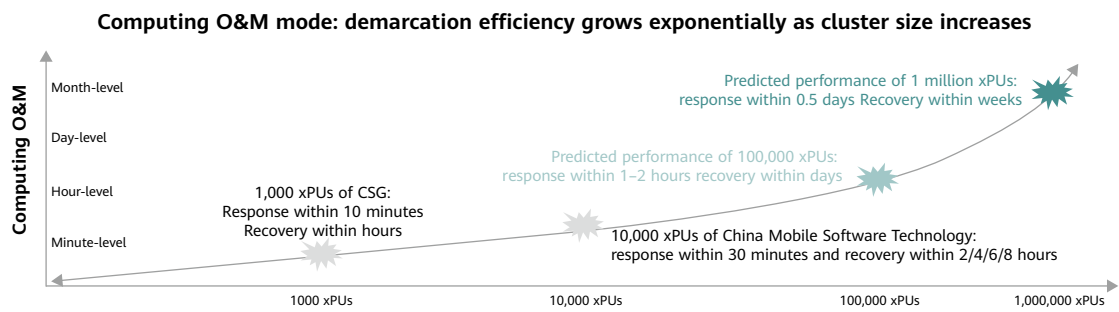 Computing O&M mode: demarcation efficiency grows exponentially as cluster size increases
Computing O&M
Month-level
Day-level
Hour-level
Minute-level
Predicted performance of 1 million xPUs:
response within 0.5 days Recovery within weeks
Predicted performance of 100,000 xPUs:
response within 1–2 hours recovery within days
1,000 xPUs of CSG:
Response within 10 minutes
Recovery within hours
10,000 xPUs of China Mobile Software Technology:
response within 30 minutes and recovery within 2/4/6/8 hours
1000 xPUs
10,000 xPUs
100,000 xPUs
1,000,000 xPUs